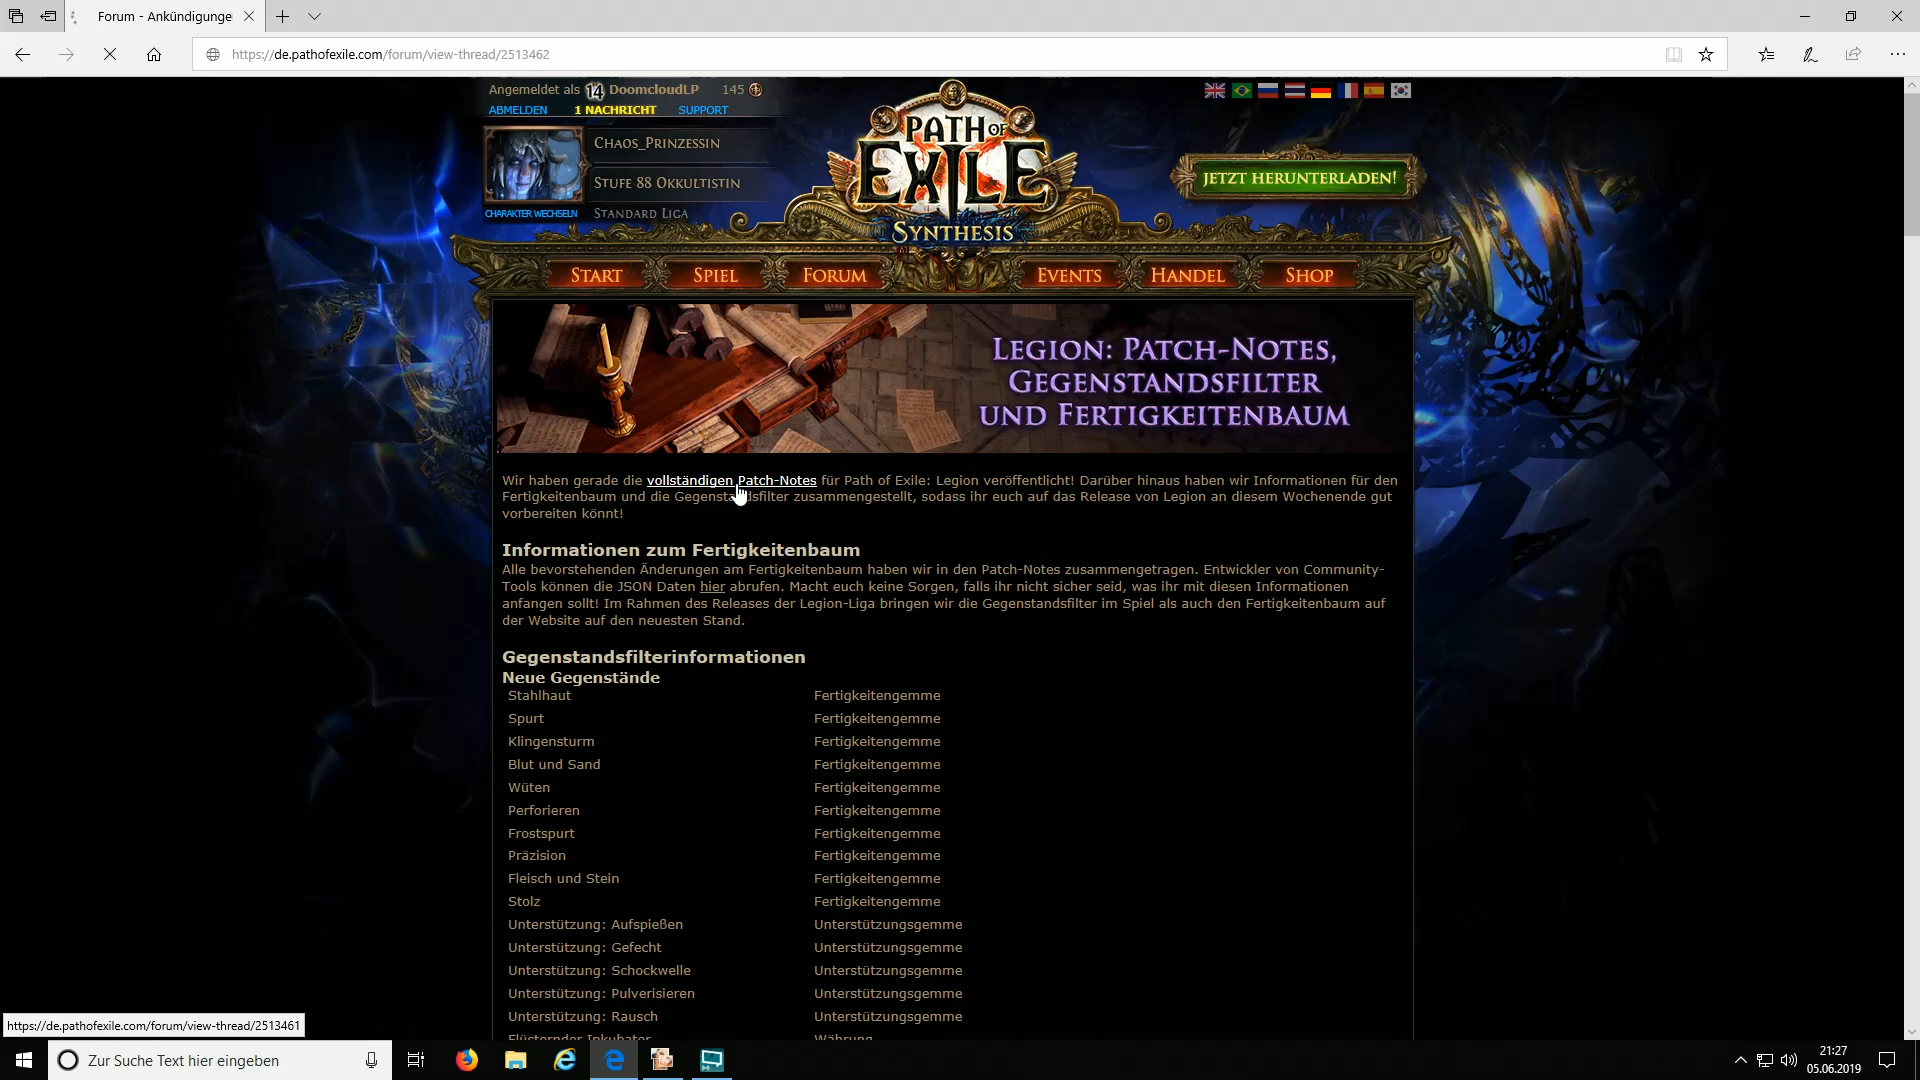 Forum - Ankündigunge
https://de.pathofexile.com/forum/view-thread/2513462
Angemeldet als 14 DoomcloudLP 145
ABMELDEN 1 NACHRICHT SUPPORT
Chaos_Prinzessin
Stufe 88 Okkultistin
CHARAKTER WECHSELN Standard Liga
PATH OF EXILE
SYNTHESIS
JETZT HERUNTERLADEN!
START SPIEL FORUM EVENTS HANDEL SHOP
LEGION: PATCH-NOTES,
GEGENSTANDSFILTER
UND FERTIGKEITENBAUM
Wir haben gerade die vollständigen Patch-Notes für Path of Exile: Legion veröffentlicht! Darüber hinaus haben wir Informationen für den
Fertigkeitenbaum und die Gegenstandsfilter zusammengestellt, sodass ihr euch auf das Release von Legion an diesem Wochenende gut
vorbereiten könnt!
Informationen zum Fertigkeitenbaum
Alle bevorstehenden Änderungen am Fertigkeitenbaum haben wir in den Patch-Notes zusammengetragen. Entwickler von Community-
Tools können die JSON Daten hier abrufen. Macht euch keine Sorgen, falls ihr nicht sicher seid, was ihr mit diesen Informationen
anfangen sollt! Im Rahmen des Releases der Legion-Liga bringen wir die Gegenstandsfilter im Spiel als auch den Fertigkeitenbaum auf
der Website auf den neuesten Stand.
Gegenstandsfilterinformationen
Neue Gegenstände
Stahlhaut Fertigkeitengemme
Spurt Fertigkeitengemme
Klingensturm Fertigkeitengemme
Blut und Sand Fertigkeitengemme
Wüten Fertigkeitengemme
Perforieren Fertigkeitengemme
Frostspurt Fertigkeitengemme
Präzision Fertigkeitengemme
Fleisch und Stein Fertigkeitengemme
Stolz Fertigkeitengemme
Unterstützung: Aufspießen Unterstützungsgemme
Unterstützung: Gefecht Unterstützungsgemme
Unterstützung: Schockwelle Unterstützungsgemme
Unterstützung: Pulverisieren Unterstützungsgemme
Unterstützung: Rausch Unterstützungsgemme
Flüsternder Inkubator Währung
https://de.pathofexile.com/forum/view-thread/2513461
Zur Suche Text hier eingeben
21:27
05.06.2019